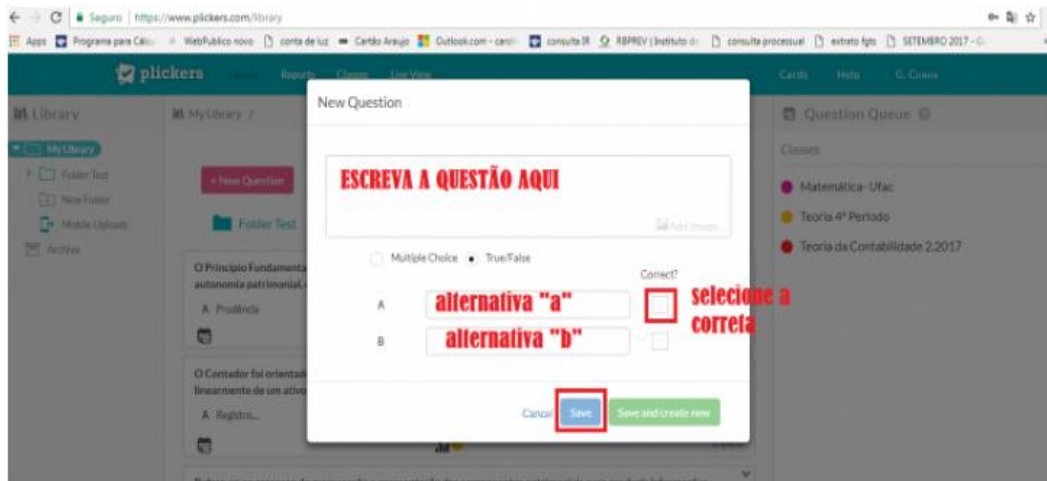 Seguro | https://www.plickers.com/library
Apps Programa para Cálcu WebPublico novo conta de luz Cartão Araujo Outlook.com - caroli consulta IR RBPREV | Instituto de consulta processual extrato fgts SETEMBRO 2017 - G
plickers Library Reports Classes Live View Cards Help
Library
My Library /
Question Queue
My Library
Folder Test
New Folder
Mobile Uploads
Archive
+ New Question
Folder Test
O Princípio Fundamenta
autonomia patrimonial,
A Prudência
O Contador foi orientad
linearmente de um ativo
A Registro...
New Question
ESCREVA A QUESTÃO AQUI
Add Image
Multiple Choice True/False
Correct?
A alternativa "a" selecione a
correta
B alternativa "b"
Cancel Save Save and create new
Classes
Matemática- Ufac
Teoria 4º Periodo
Teoria da Contabilidade 2.2017